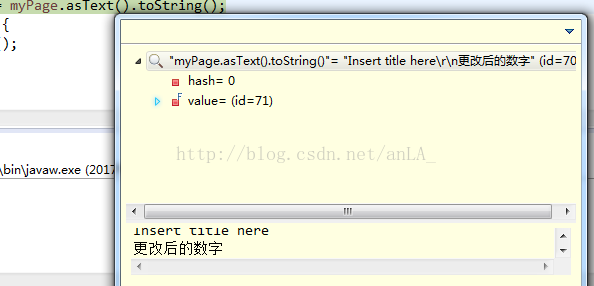 = myPage.asText().toString();
{
();
"myPage.asText().toString()"= "Insert title here\r\n更改后的数字" (id=70
hash= 0
F
value= (id=71)
http://blog.csdn.net/anLA_
\bin\javaw.exe (2017
Insert title here
更改后的数字